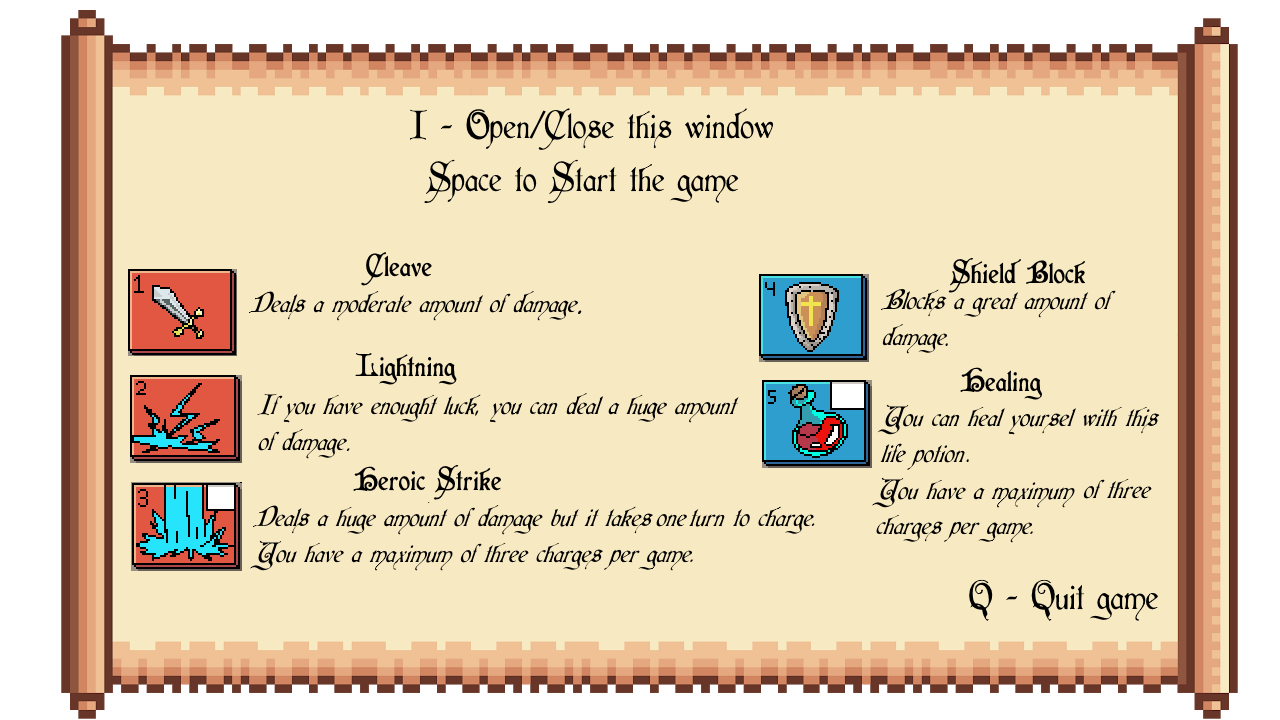 I - Open/Close this window
Space to Start the game
1
Cleave
Deals a moderate amount of damage.
2
Lightning
If you have enought luck, you can deal a huge amount
of damage.
3
Heroic Strike
Deals a huge amount of damage but it takes one turn to charge.
You have a maximum of three charges per game.
4
Shield Block
Blocks a great amount of
damage.
5
Healing
You can heal yoursel with this
life potion.
You have a maximum of three
charges per game.
Q - Quit game